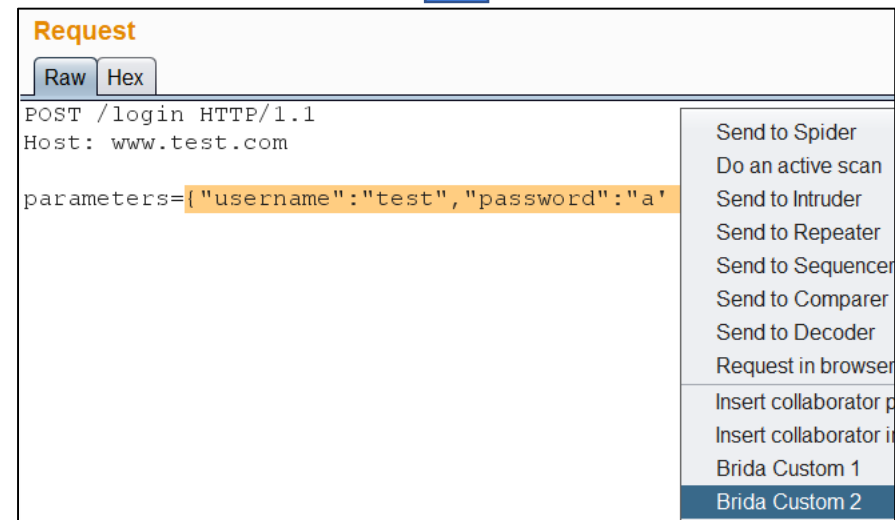 Request
Raw Hex
POST /login HTTP/1.1
Host: www.test.com
parameters={"username":"test","password":"a'
Send to Spider
Do an active scan
Send to Intruder
Send to Repeater
Send to Sequencer
Send to Comparer
Send to Decoder
Request in browser
Insert collaborator p
Insert collaborator i
Brida Custom 1
Brida Custom 2